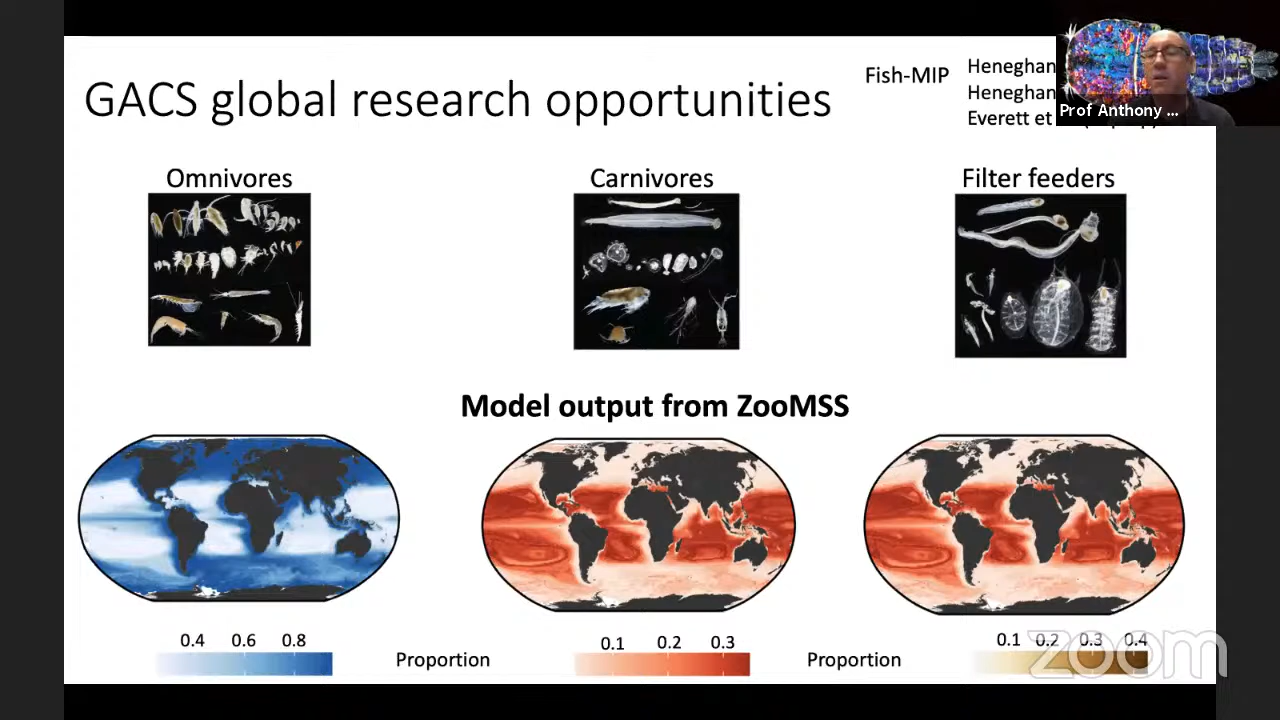 GACS global research opportunities
Fish-MIP
Heneghan
Heneghan
Everett et
Prof Anthony ...
Omnivores
Carnivores
Filter feeders
Model output from ZooMSS
0.4 0.6 0.8
Proportion
0.1 0.2 0.3
Proportion
0.1 0.2 0.3 0.4
zoom